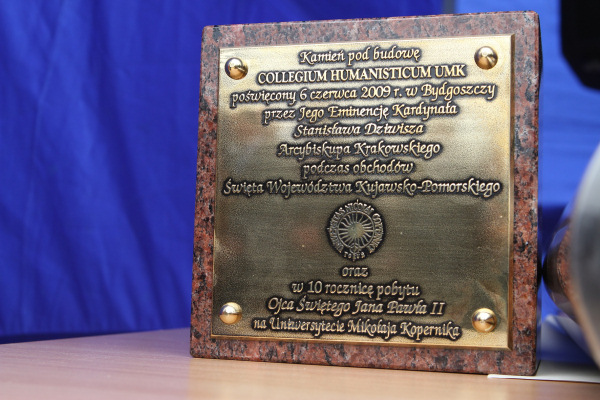 Kamień pod budowę
COLLEGIUM HUMANISTICUM UMK
poświęcony 6 czerwca 2009 r. w Bydgoszczy
przez Jego Eminencję Kardynała
Stanisława Dziwisza
Arcybiskupa Krakowskiego
podczas obchodów
Święta Województwa Kujawsko-Pomorskiego
oraz
w 10 rocznicę pobytu
Ojca Świętego Jana Pawła II
na Uniwersytecie Mikołaja Kopernika